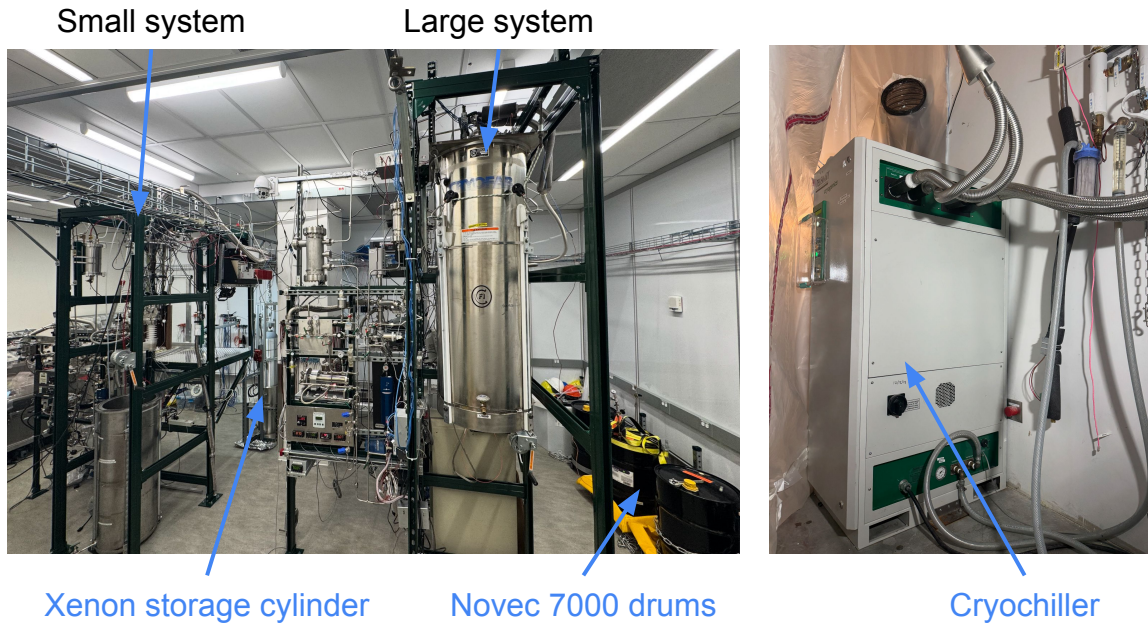 Small system
Large system
Xenon storage cylinder
Novec 7000 drums
Cryochiller